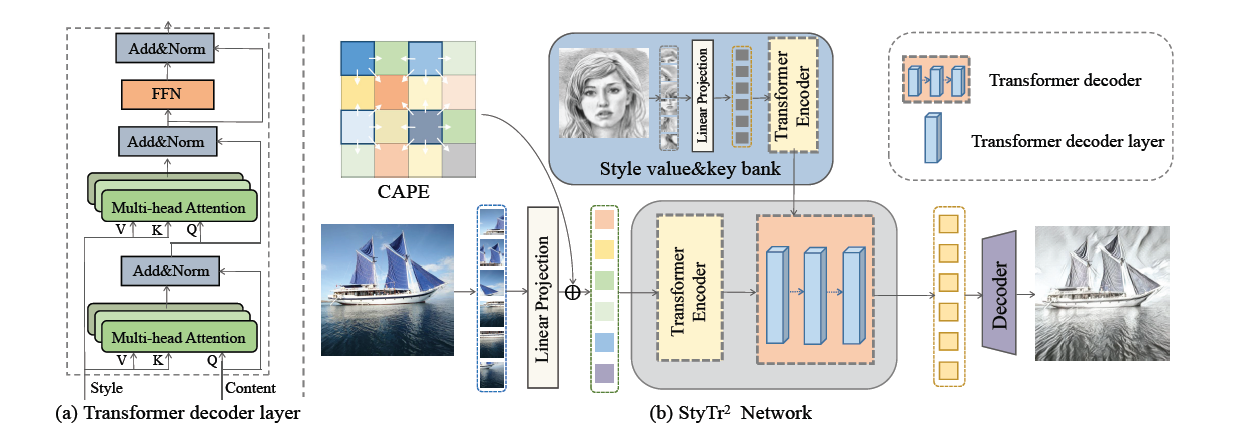 Add&Norm
FFN
Add&Norm
Multi-head Attention
V K Q
Add&Norm
Multi-head Attention
V K Q
Style Content
(a) Transformer decoder layer
CAPE
Linear Projection
Transformer
Encoder
Style value&key bank
Linear Projection
Transformer
Encoder
Decoder
(b) StyTr² Network
Transformer decoder
Transformer decoder layer